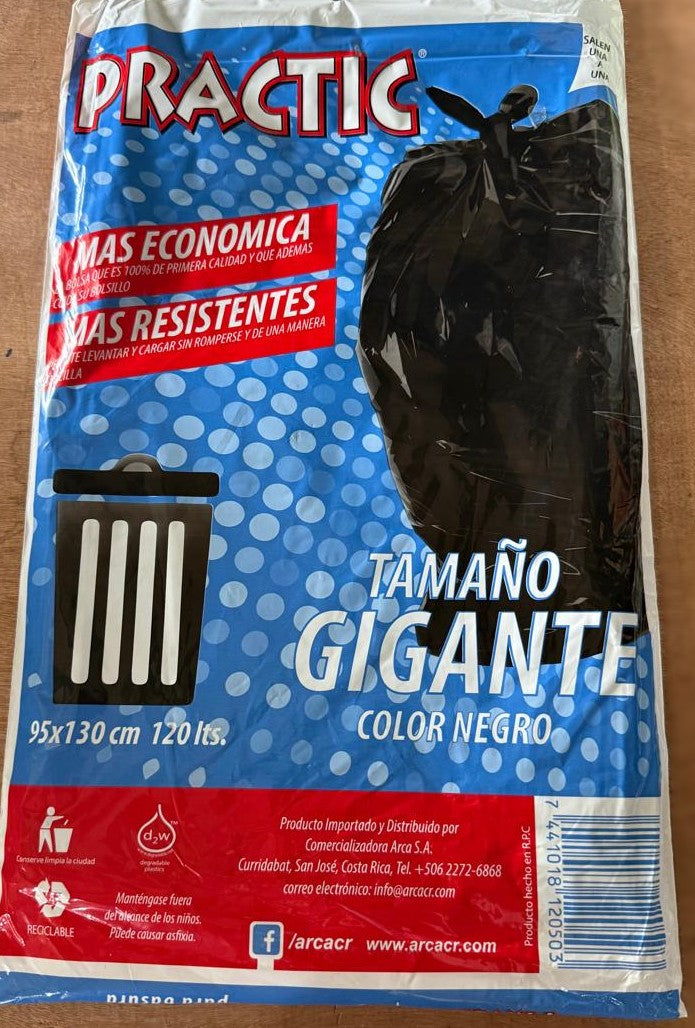 PRACTIC®
SALEN
UNA
A
UNA
MAS ECONOMICA
BOLSA QUE ES 100% DE PRIMERA CALIDAD Y QUE ADEMAS
SU BOLSILLO
MAS RESISTENTES
LEVANTAR Y CARGAR SIN ROMPERSE Y DE UNA MANERA
TAMAÑO
GIGANTE
COLOR NEGRO
95x130 cm 120 lts.
Conserve limpia la ciudad
d2w™
degradable
plastics
RECICLABLE
Manténgase fuera
del alcance de los niños.
Puede causar asfixia.
Producto Importado y Distribuido por
Comercializadora Arca S.A.
Curridabat, San José, Costa Rica, Tel. +506 2272-6868
correo electrónico: info@arcacr.com
f /arcacr www.arcacr.com
Producto hecho en R.P.C
7 441018 120503
para basura